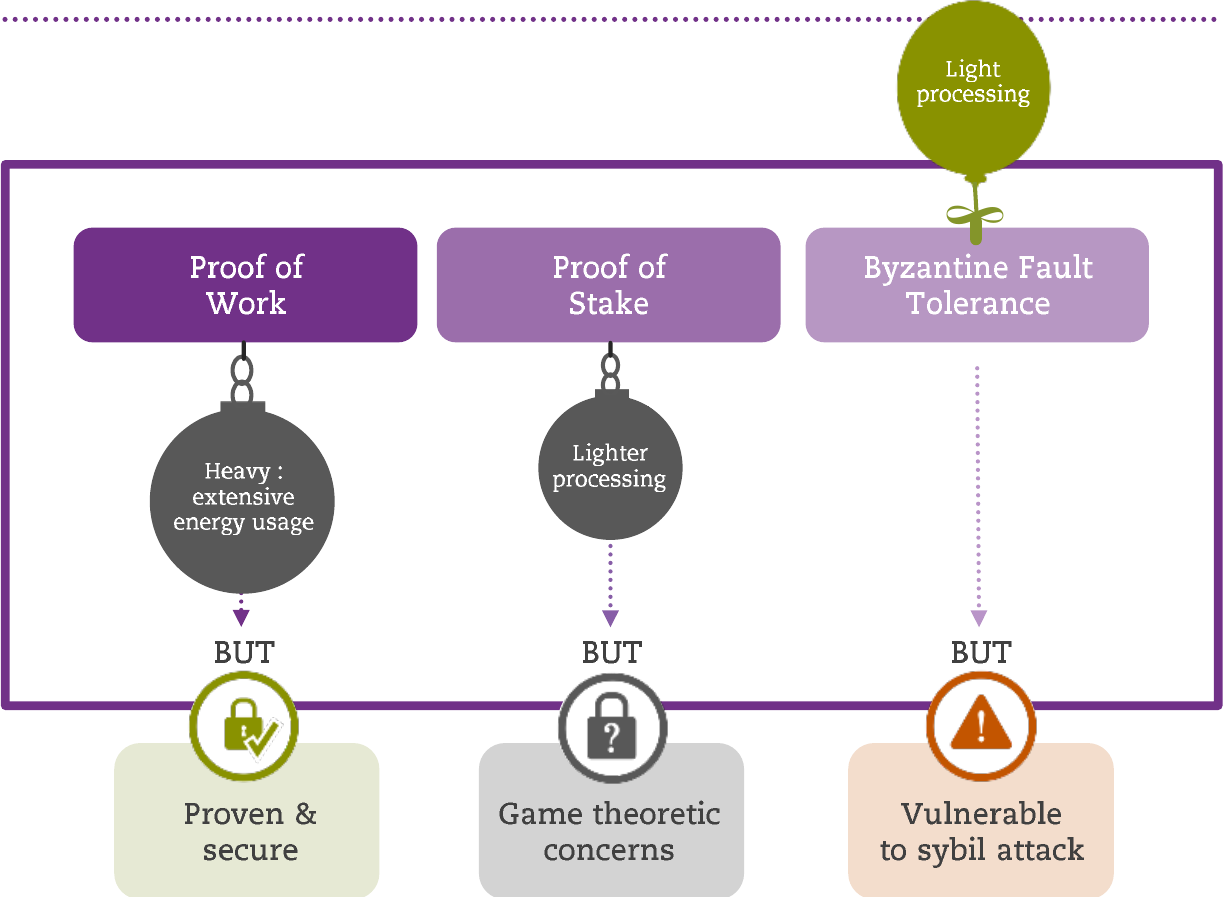 Light
processing
Proof of
Work
Proof of
Stake
Byzantine Fault
Tolerance
Heavy :
extensive
energy usage
Lighter
processing
BUT
BUT
BUT
?
!
Proven &
secure
Game theoretic
concerns
Vulnerable
to sybil attack